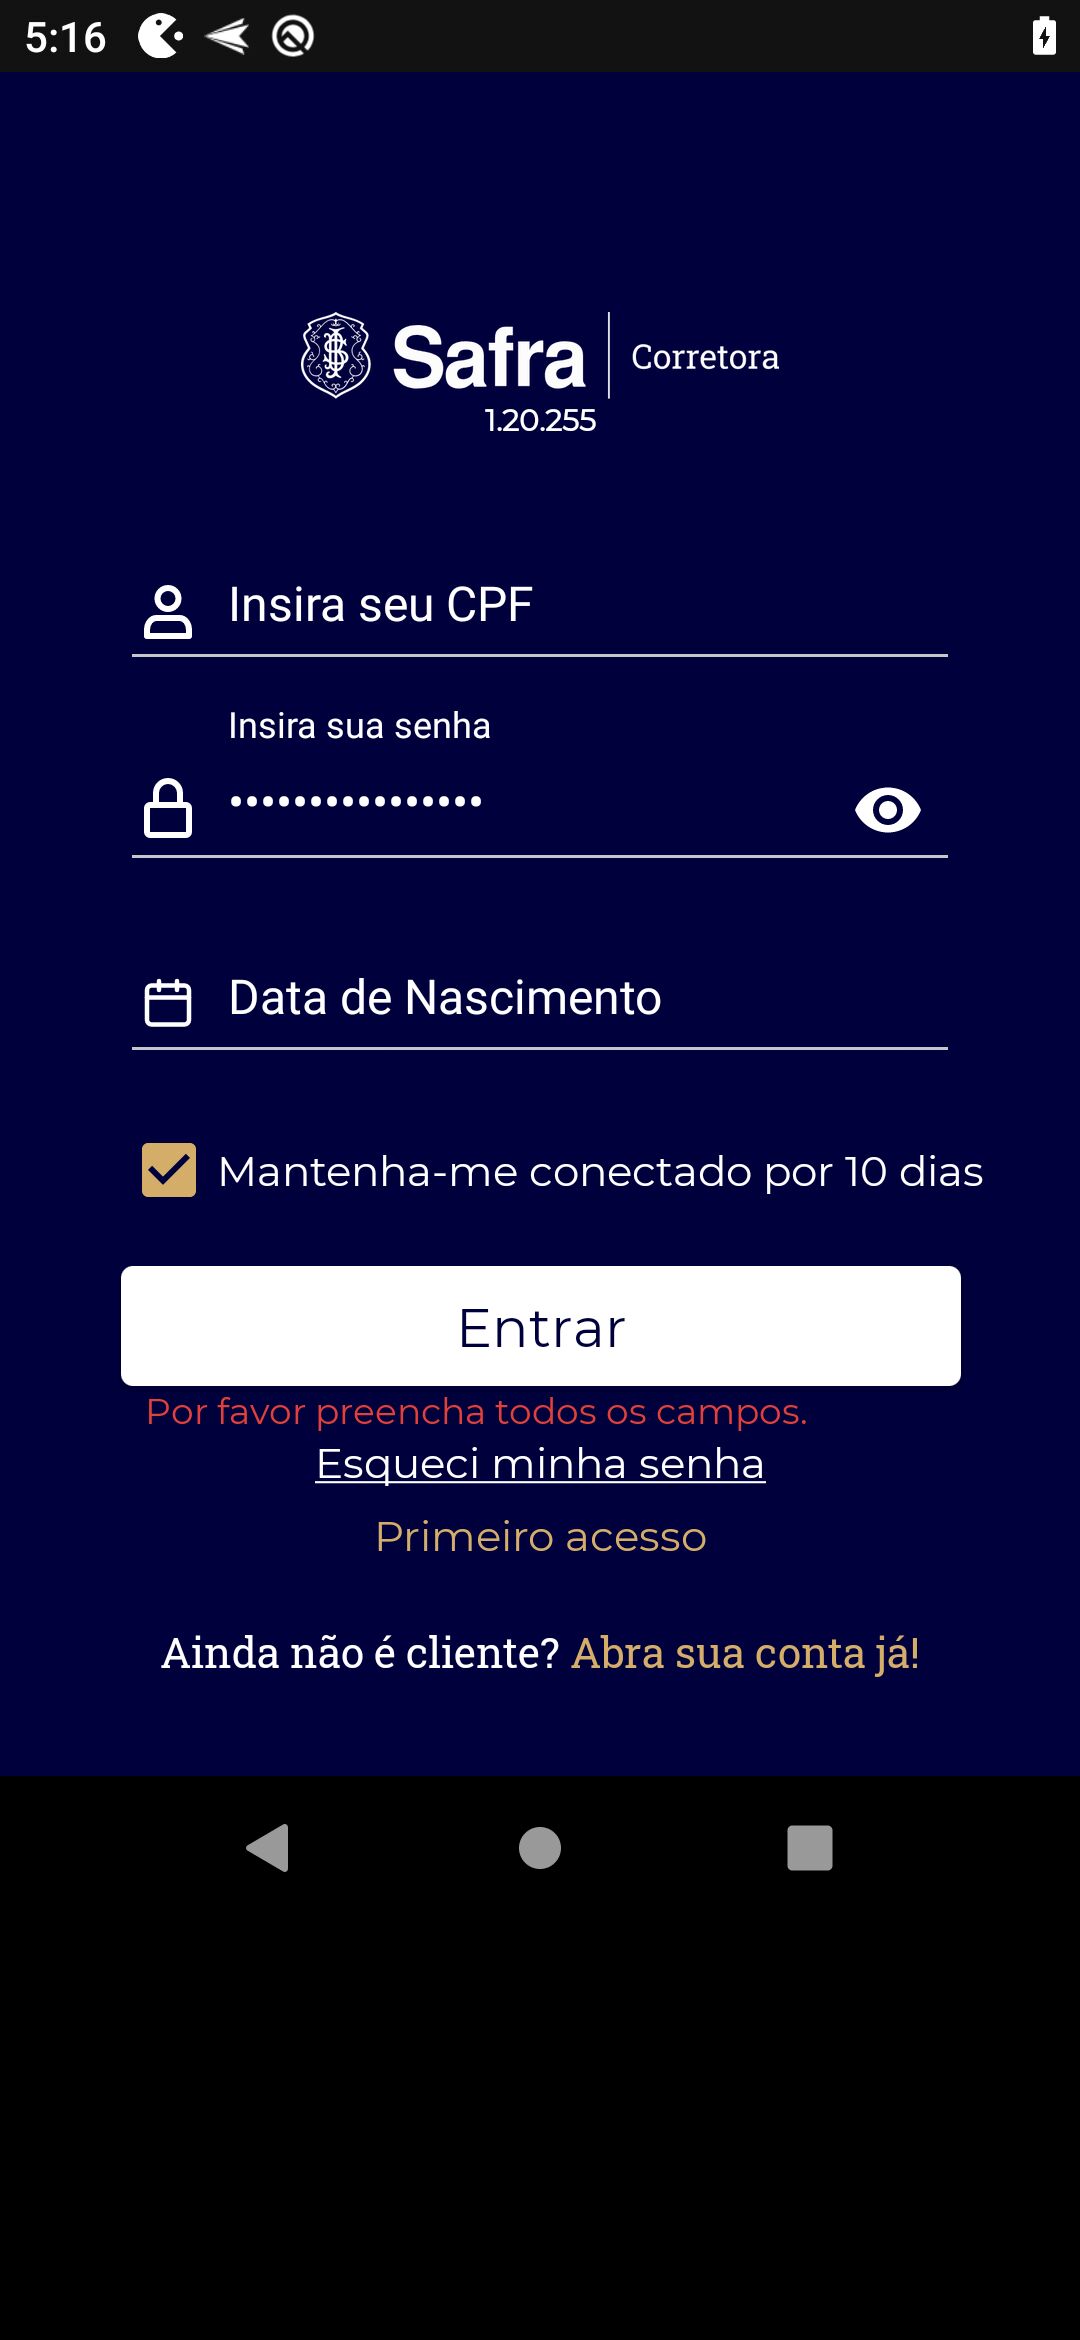 5:16
Safra Corretora
1.20.255
Insira seu CPF
Insira sua senha
••••••••••••••••
Data de Nascimento
Mantenha-me conectado por 10 dias
Entrar
Por favor preencha todos os campos.
Esqueci minha senha
Primeiro acesso
Ainda não é cliente? Abra sua conta já!